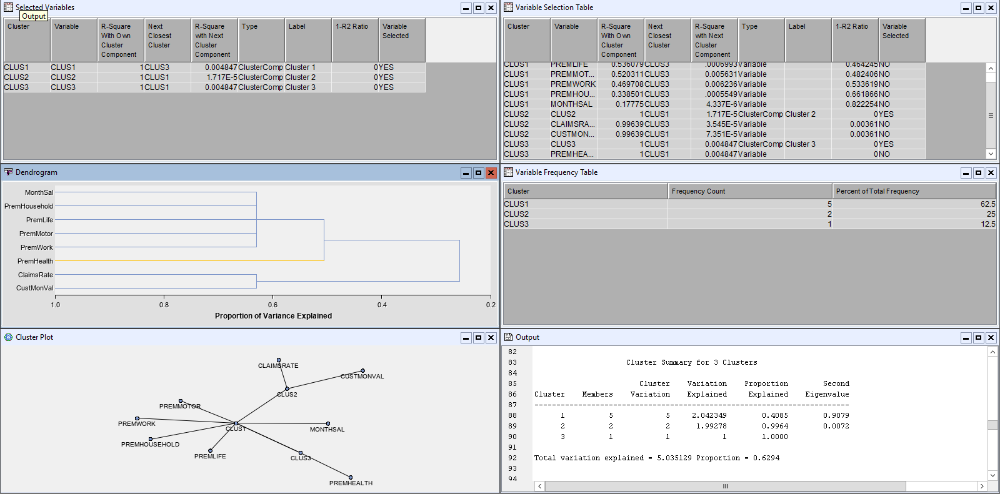 Selected Variables
Output
Cluster Variable R-Square With Own Cluster Component Next Closest Cluster R-Square with Next Cluster Component Type Label 1-R2 Ratio Variable Selected
CLUS1 CLUS1 1 CLUS3 0.004847 ClusterComp Cluster 1 0 YES
CLUS2 CLUS2 1 CLUS1 1.717E-5 ClusterComp Cluster 2 0 YES
CLUS3 CLUS3 1 CLUS1 0.004847 ClusterComp Cluster 3 0 YES
Variable Selection Table
Cluster Variable R-Square With Own Cluster Component Next Closest Cluster R-Square with Next Cluster Component Type Label 1-R2 Ratio Variable Selected
CLUS1 PREMLIFE 0.536079 CLUS3 .0006993 Variable 0.464245 NO
CLUS1 PREMMOT... 0.520311 CLUS3 0.005631 Variable 0.482406 NO
CLUS1 PREMWORK 0.469708 CLUS3 0.006236 Variable 0.533619 NO
CLUS1 PREMHOU... 0.338501 CLUS3 .0005549 Variable 0.661866 NO
CLUS1 MONTHSAL 0.17775 CLUS3 4.337E-6 Variable 0.822254 NO
CLUS2 CLUS2 1 CLUS1 1.717E-5 ClusterComp Cluster 2 0 YES
CLUS2 CLAIMSRA... 0.99639 CLUS3 3.545E-5 Variable 0.00361 NO
CLUS2 CUSTMON... 0.99639 CLUS1 7.351E-5 Variable 0.00361 NO
CLUS3 CLUS3 1 CLUS1 0.004847 ClusterComp Cluster 3 0 YES
CLUS3 PREMHEA... 1 CLUS1 0.004847 Variable 0 NO
Dendrogram
MonthSal
PremHousehold
PremLife
PremMotor
PremWork
PremHealth
ClaimsRate
CustMonVal
1.0 0.8 0.6 0.4 0.2
Proportion of Variance Explained
Variable Frequency Table
Cluster Frequency Count Percent of Total Frequency
CLUS1 5 62.5
CLUS2 2 25
CLUS3 1 12.5
Cluster Plot
CLAIMSRATE
CUSTMONVAL
CLUS2
PREMMOTOR
PREMWORK
CLUS1
MONTHSAL
PREMHOUSEHOLD
PREMLIFE
CLUS3
PREMHEALTH
Output
82
83 Cluster Summary for 3 Clusters
84
85 Cluster Variation Proportion Second
86 Cluster Members Variation Explained Explained Eigenvalue
87 ------------------------------------------------------------------------
88 1 5 5 2.042349 0.4085 0.9079
89 2 2 2 1.99278 0.9964 0.0072
90 3 1 1 1 1.0000
91
92 Total variation explained = 5.035129 Proportion = 0.6294
93
94